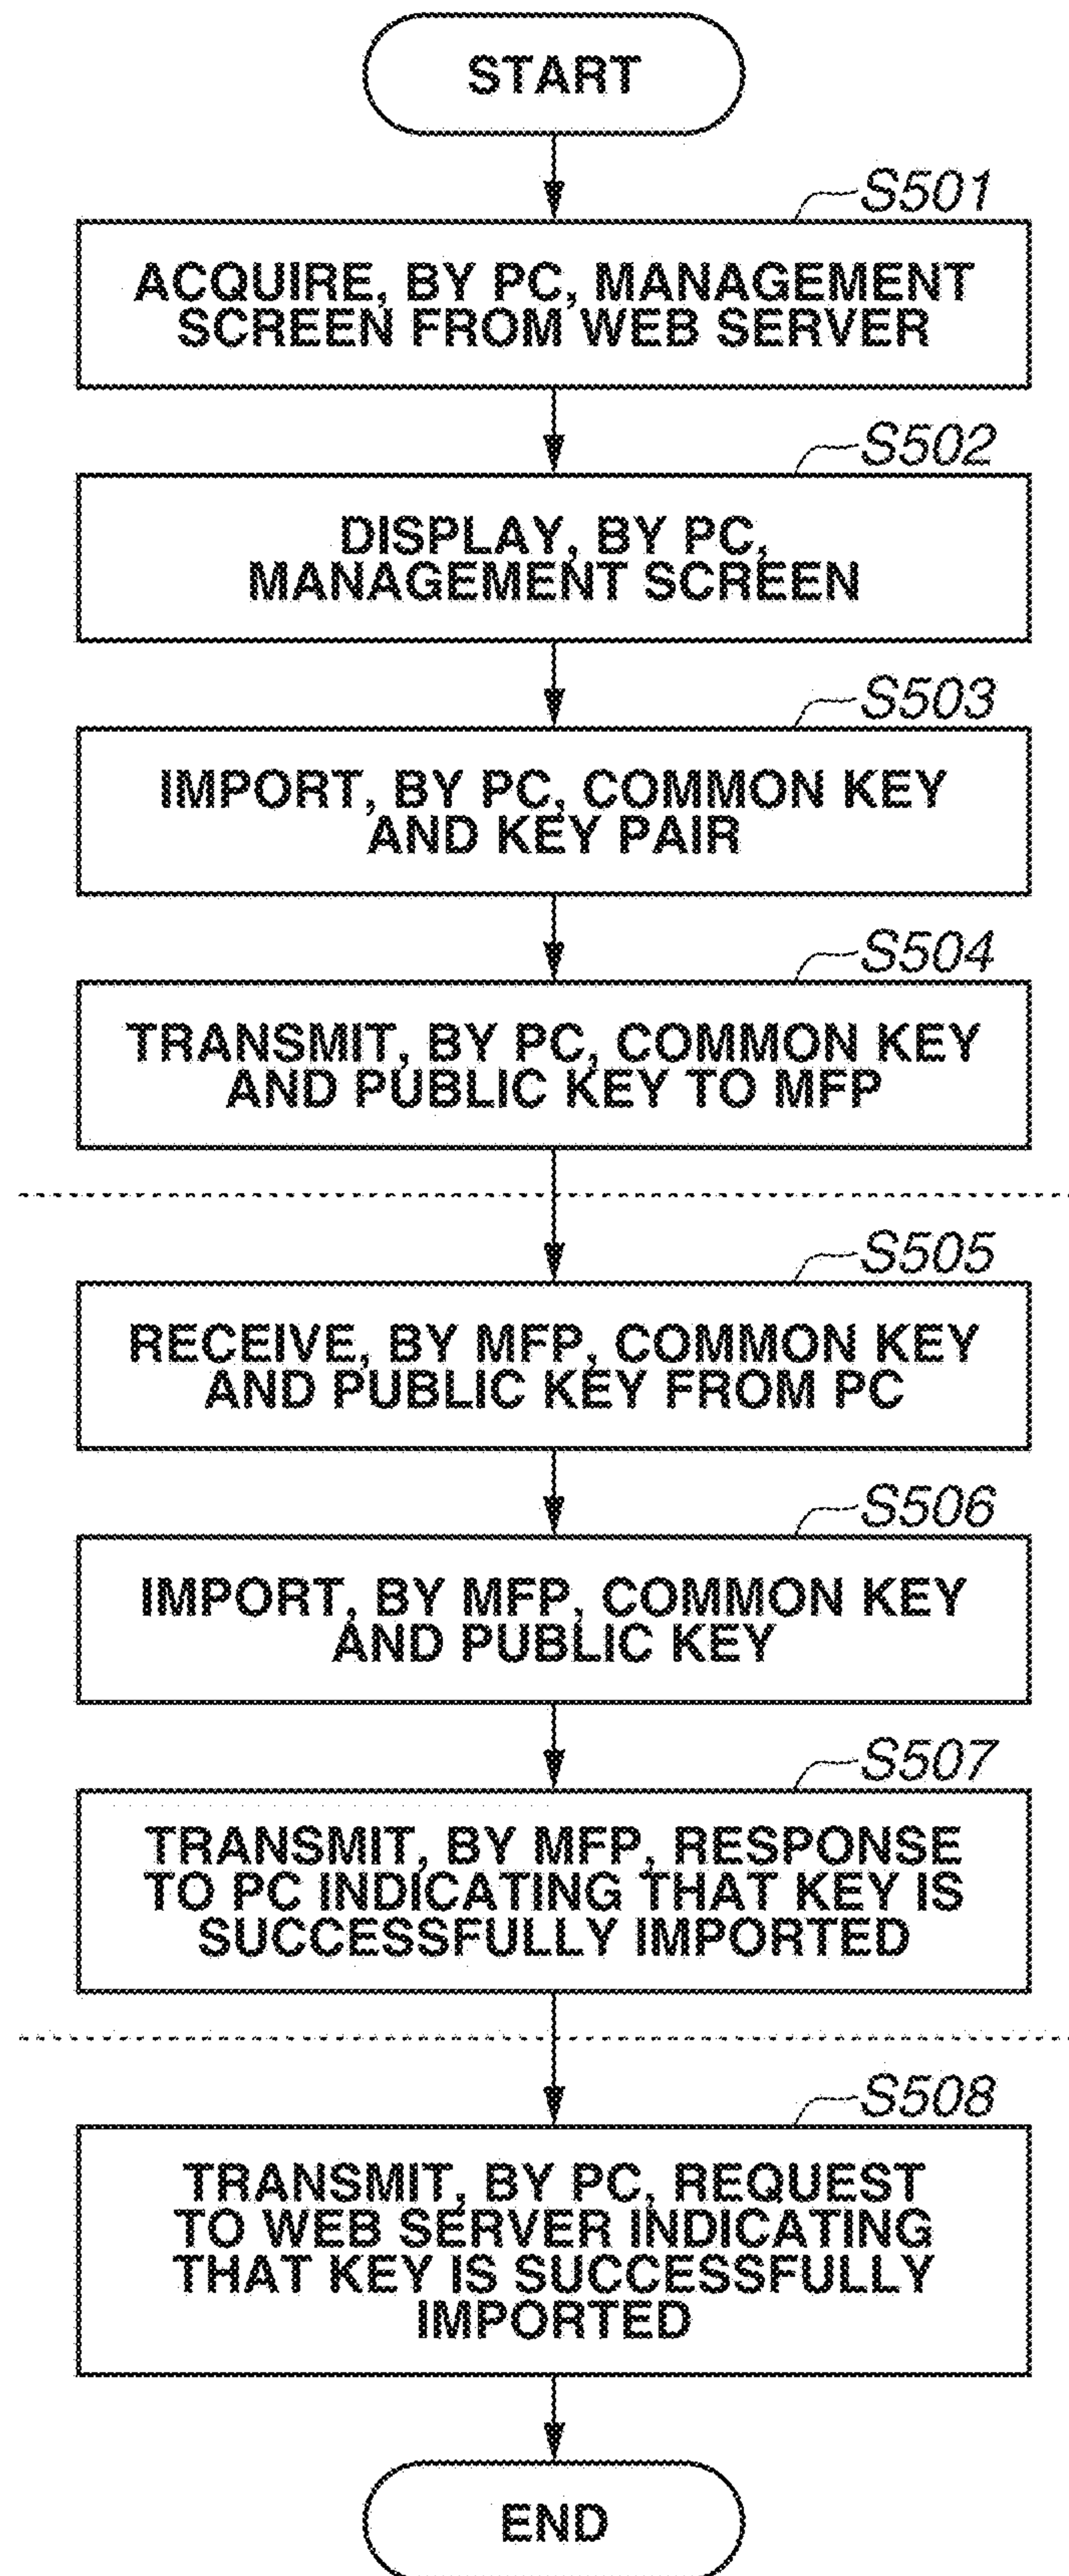 START
S501
ACQUIRE, BY PC, MANAGEMENT
SCREEN FROM WEB SERVER
S502
DISPLAY, BY PC,
MANAGEMENT SCREEN
S503
IMPORT, BY PC, COMMON KEY
AND KEY PAIR
S504
TRANSMIT, BY PC, COMMON KEY
AND PUBLIC KEY TO MFP
S505
RECEIVE, BY MFP, COMMON KEY
AND PUBLIC KEY FROM PC
S506
IMPORT, BY MFP, COMMON KEY
AND PUBLIC KEY
S507
TRANSMIT, BY MFP, RESPONSE
TO PC INDICATING THAT KEY IS
SUCCESSFULLY IMPORTED
S508
TRANSMIT, BY PC, REQUEST
TO WEB SERVER INDICATING
THAT KEY IS SUCCESSFULLY
IMPORTED
END